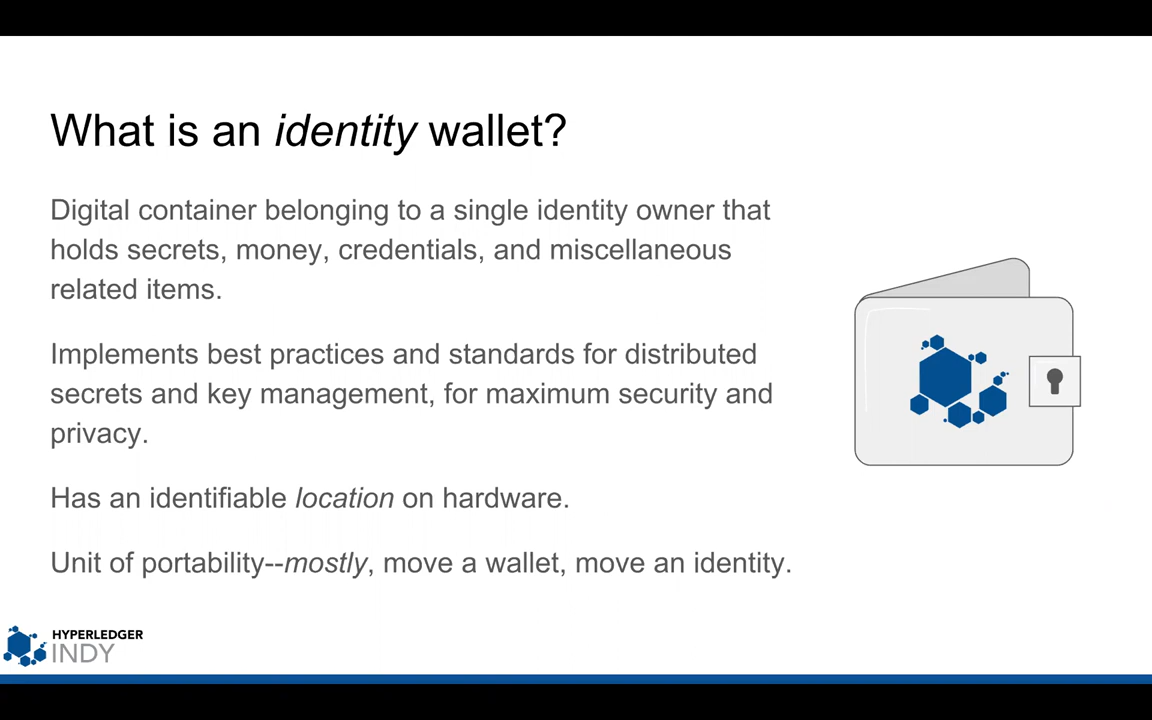 What is an identity wallet?
Digital container belonging to a single identity owner that
holds secrets, money, credentials, and miscellaneous
related items.
Implements best practices and standards for distributed
secrets and key management, for maximum security and
privacy.
Has an identifiable location on hardware.
Unit of portability--mostly, move a wallet, move an identity.
HYPERLEDGER
INDY